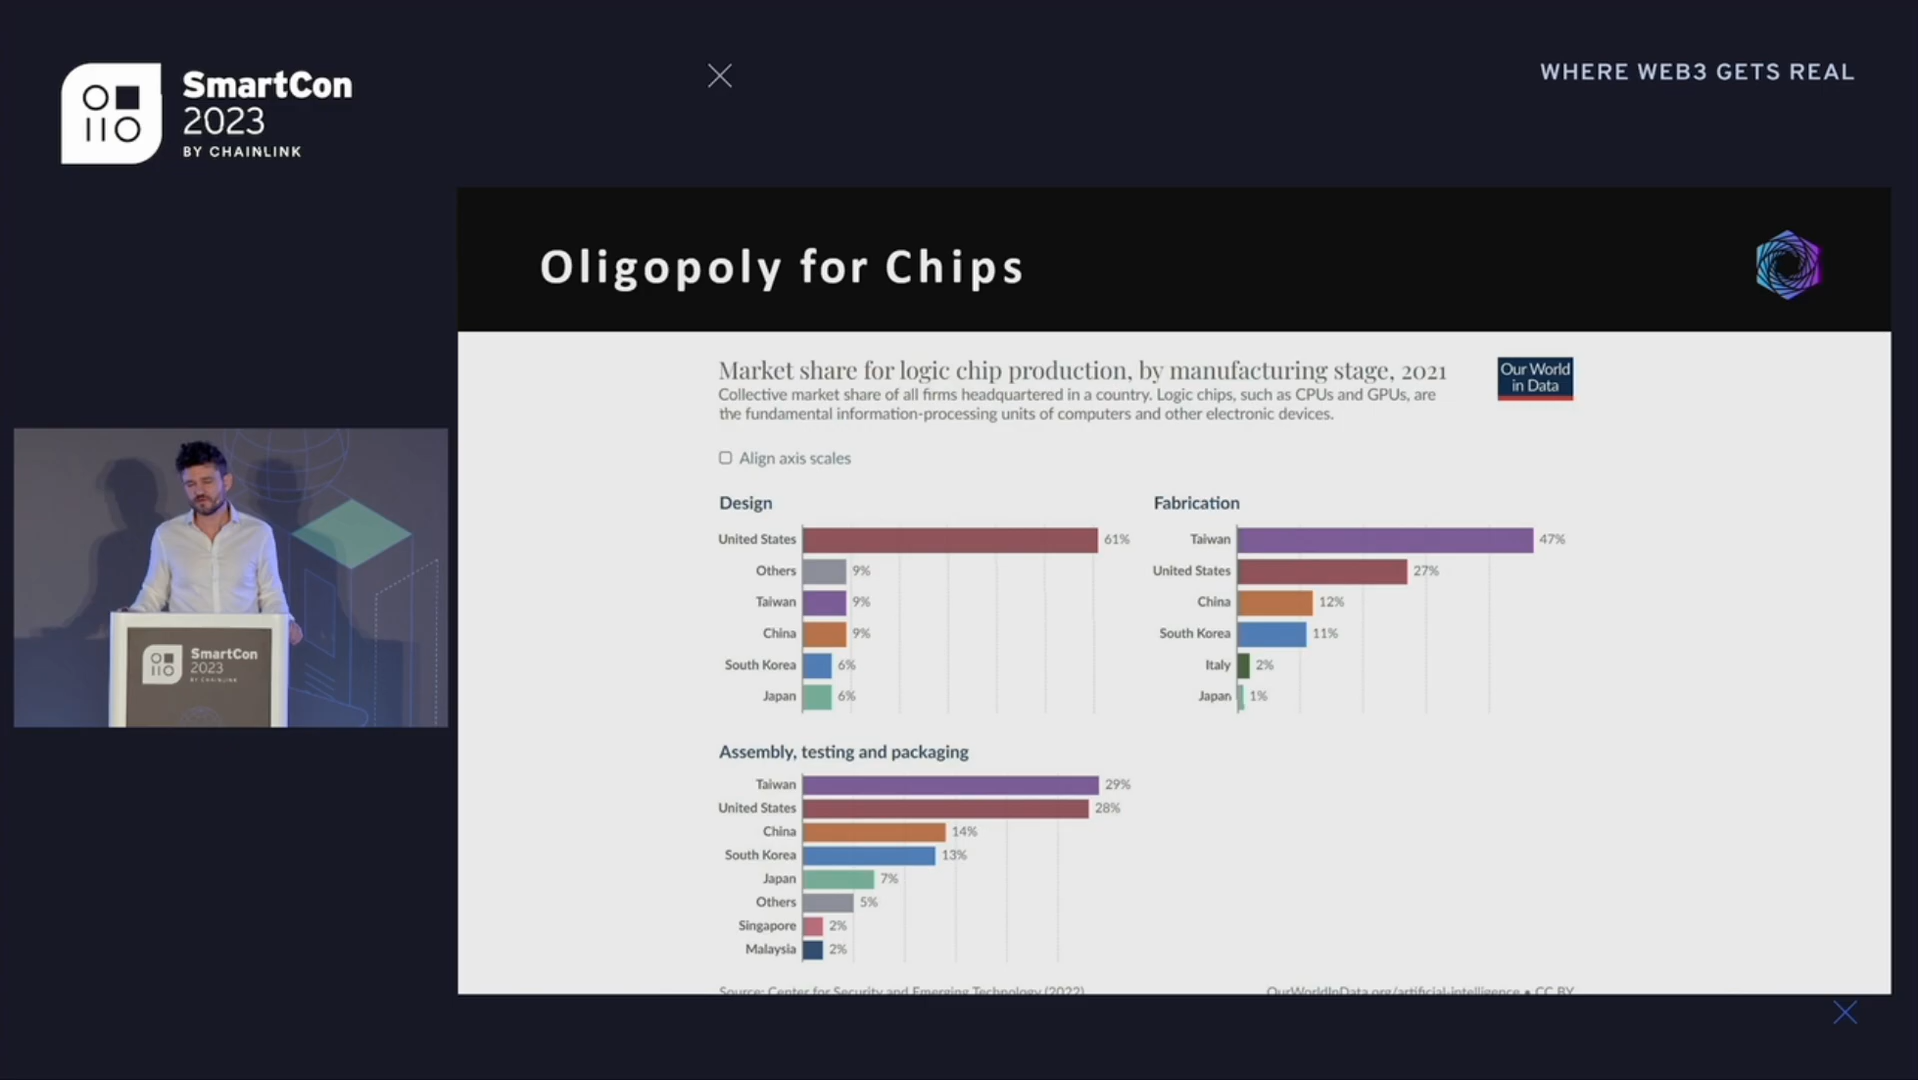 SmartCon
2023
BY CHAINLINK
WHERE WEB3 GETS REAL
Oligopoly for Chips
Market share for logic chip production, by manufacturing stage, 2021
Collective market share of all firms headquartered in a country. Logic chips, such as CPUs and GPUs, are
the fundamental information-processing units of computers and other electronic devices.
Our World
in Data
Align axis scales
Design
United States 61%
Others 9%
Taiwan 9%
China 9%
South Korea 6%
Japan 6%
Fabrication
Taiwan 47%
United States 27%
China 12%
South Korea 11%
Italy 2%
Japan 1%
Assembly, testing and packaging
Taiwan 29%
United States 28%
China 14%
South Korea 13%
Japan 7%
Others 5%
Singapore 2%
Malaysia 2%
Source: Center for Security and Emerging Technology (2022)
OurWorldInData.org/artificial-intelligence • CC BY
SmartCon
2023
BY CHAINLINK